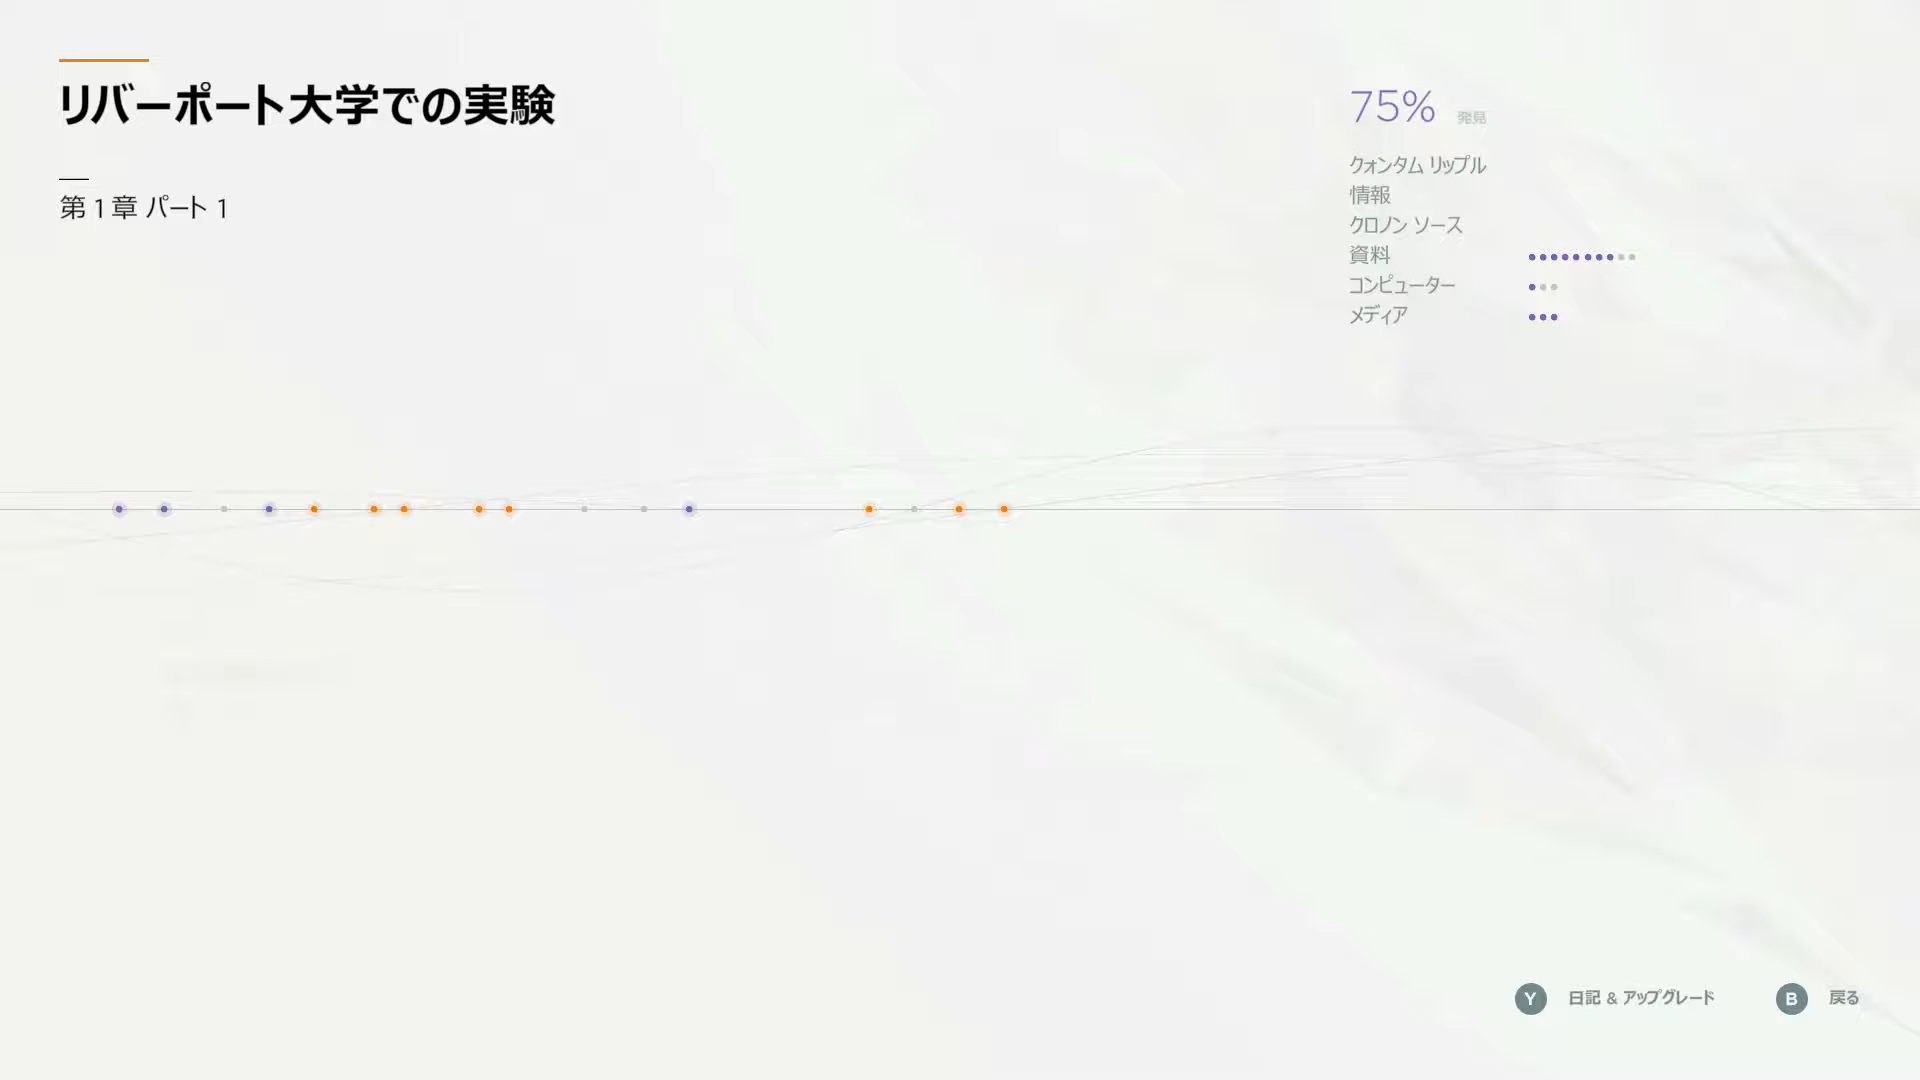 リバーポート大学での実験
第 1 章 パート 1
75% 発見
クォンタム リップル
情報
クロノン ソース
資料
コンピューター
メディア
Y 日記 & アップグレード B 戻る